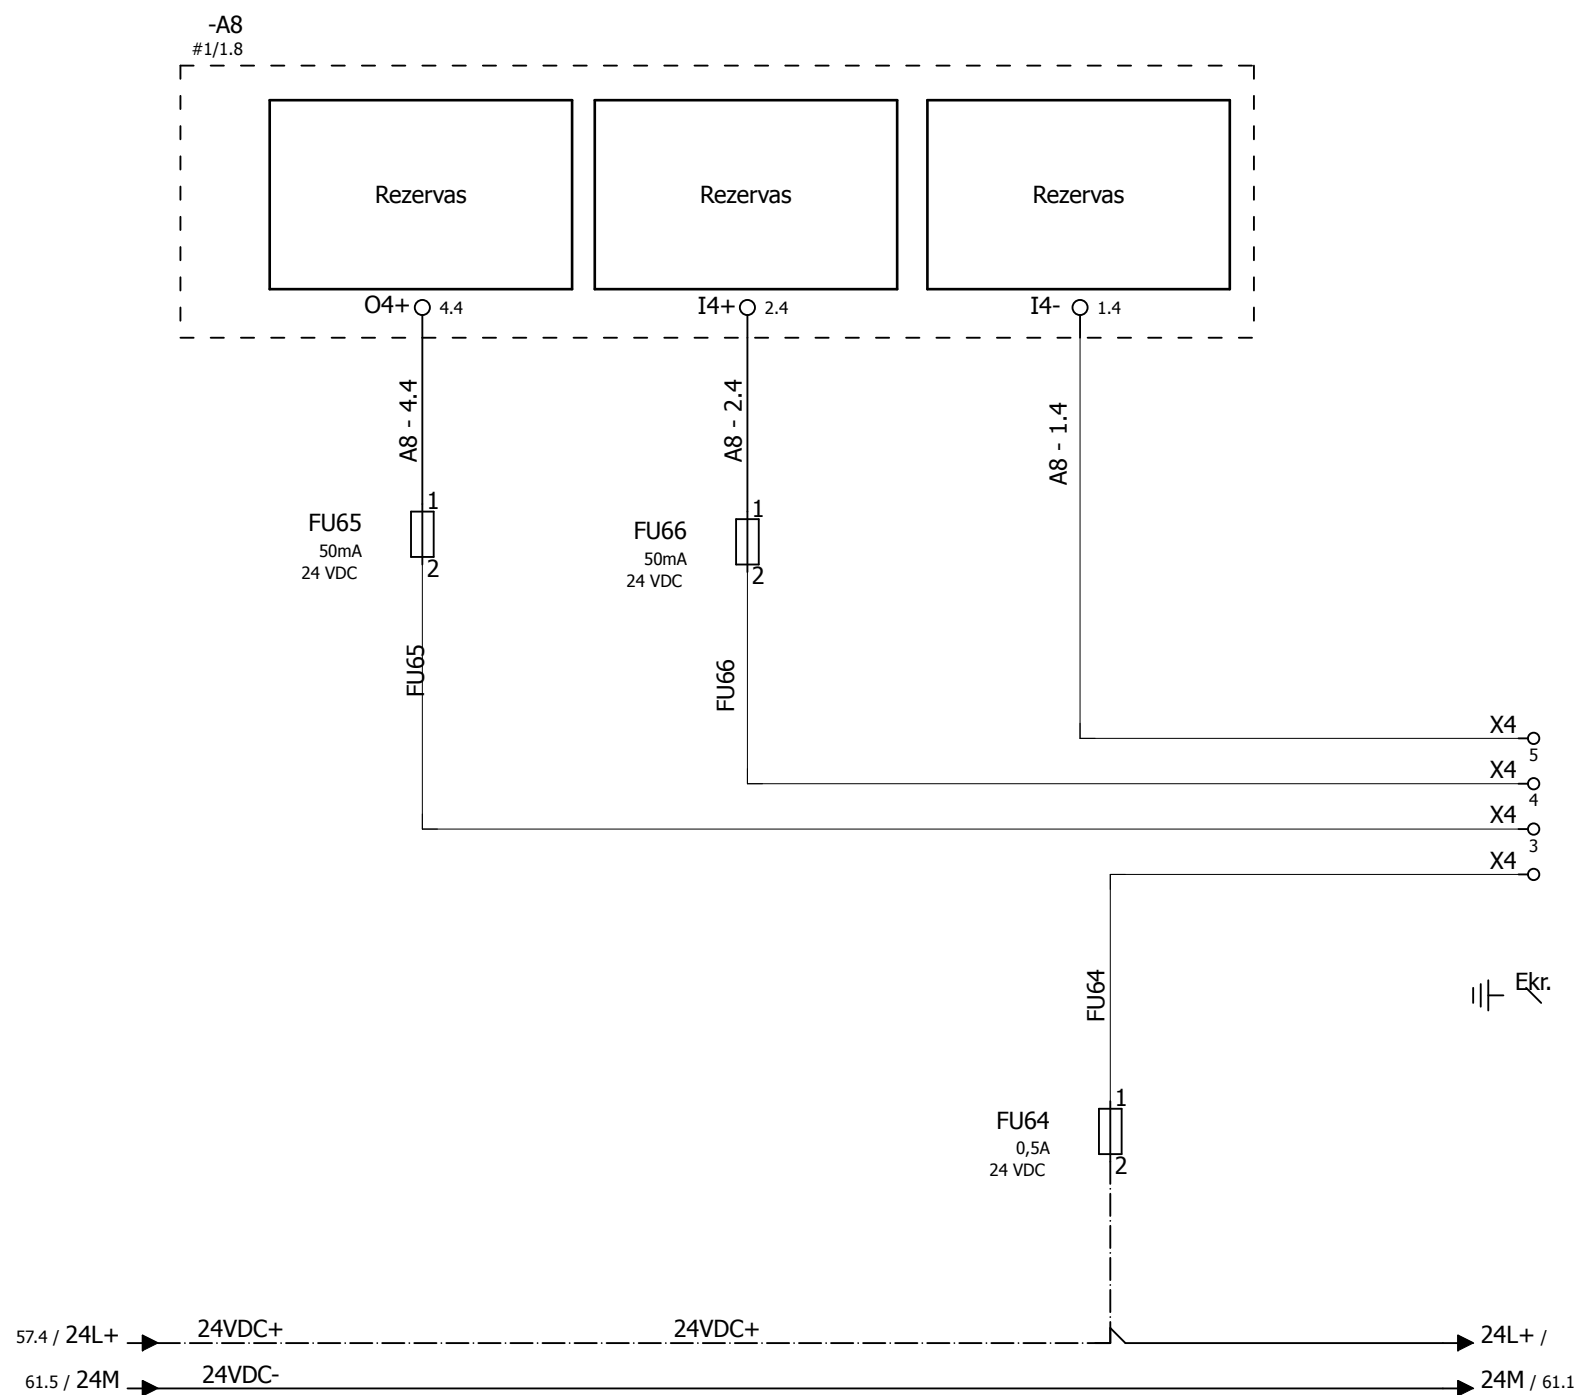 -A8
#1/1.8
Rezervas Rezervas Rezervas
O4+ 4.4 I4+ 2.4 I4- 1.4
A8 - 4.4
A8 - 2.4
A8 - 1.4
1
FU65
50mA
24 VDC
2
1
FU66
50mA
24 VDC
2
FU65
FU66
X4
5
X4
4
X4
3
X4
FU64
Ekr.
1
FU64
0,5A
24 VDC
2
57.4 / 24L+ 24VDC+ 24VDC+ 24L+ /
61.5 / 24M 24VDC- 24M / 61.1